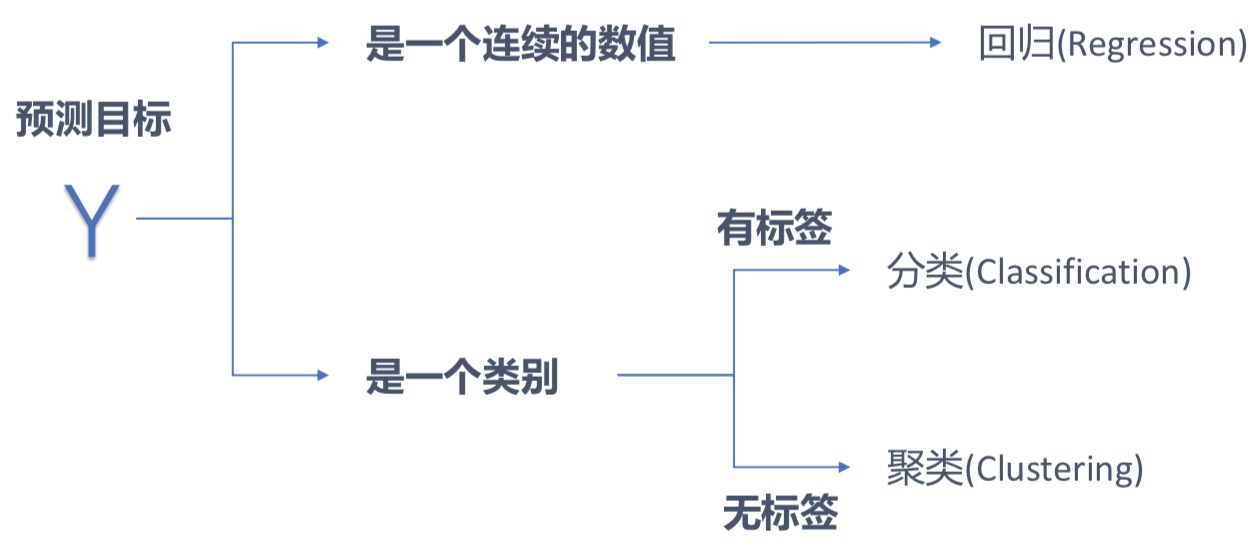 预测目标
Y
是一个连续的数值
回归(Regression)
是一个类别
有标签
分类(Classification)
无标签
聚类(Clustering)